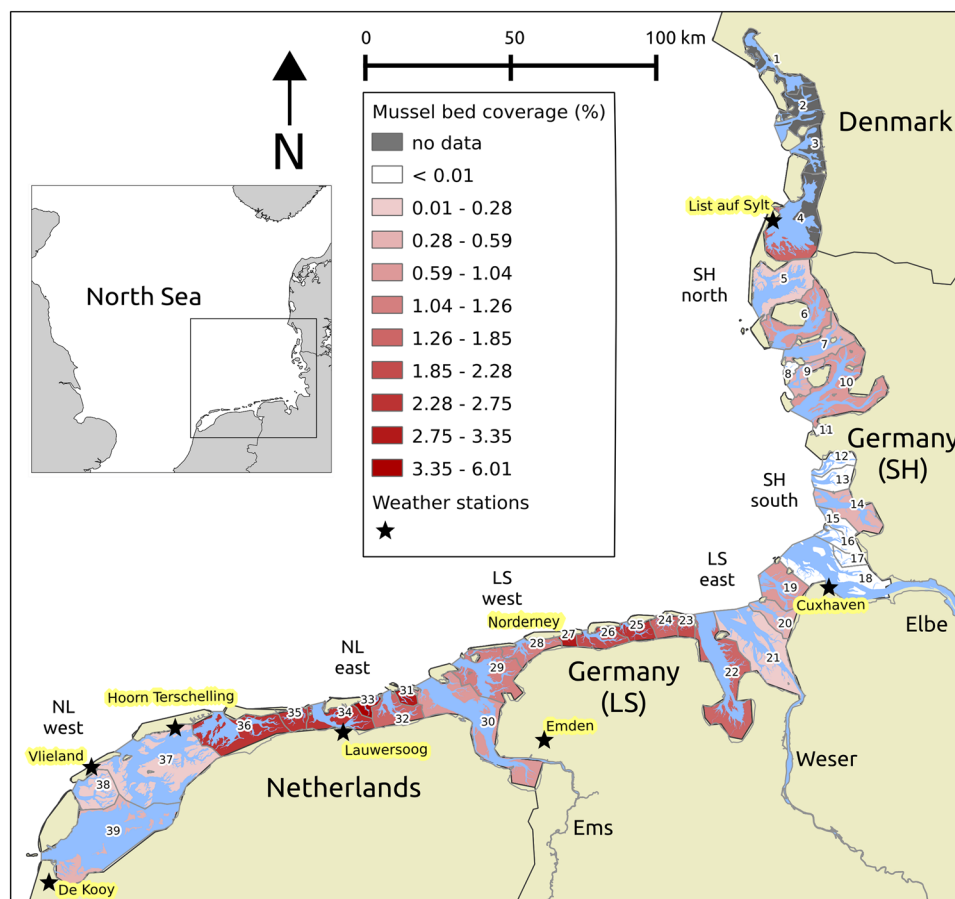 0 50 100 km
N
Mussel bed coverage (%)
no data
< 0.01
0.01 - 0.28
0.28 - 0.59
0.59 - 1.04
1.04 - 1.26
1.26 - 1.85
1.85 - 2.28
2.28 - 2.75
2.75 - 3.35
3.35 - 6.01
Weather stations
North Sea
Denmark
List auf Sylt
SH
north
Germany
(SH)
SH
south
LS
east
Cuxhaven
Elbe
LS
west
Norderney
Germany
(LS)
Weser
NL
east
Hoorn Terschelling
NL
west
Vlieland
Lauwersoog
Emden
Netherlands
Ems
De Kooy
1
2
3
4
5
6
7
8
9
10
11
12
13
14
15
16
17
18
19
20
21
22
23
24
25
26
27
28
29
30
31
32
33
34
35
36
37
38
39